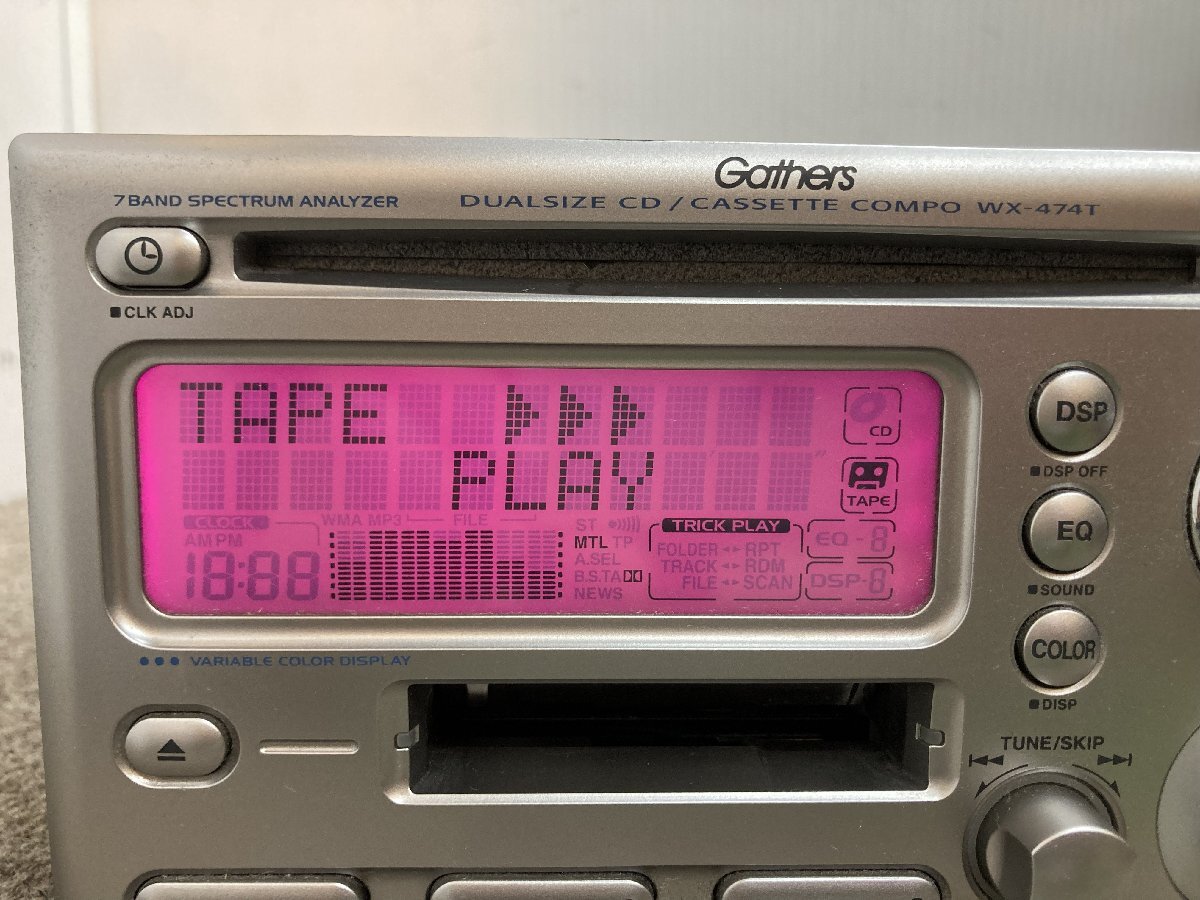 Gathers
7BAND SPECTRUM ANALYZER
DUALSIZE CD / CASSETTE COMPO WX-474T
■CLK ADJ
TAPE ▶▶▶
PLAY
CD
TAPE
CLOCK
AM PM
18:88
WMA MP3 FILE
ST
MTL TP
A.SEL
B.S.TA
NEWS
TRICK PLAY
FOLDER ◄► RPT
TRACK ◄► RDM
FILE ◄► SCAN
EQ-8
DSP-8
DSP
■DSP OFF
EQ
■SOUND
COLOR
■DISP
●●● VARIABLE COLOR DISPLAY
TUNE/SKIP